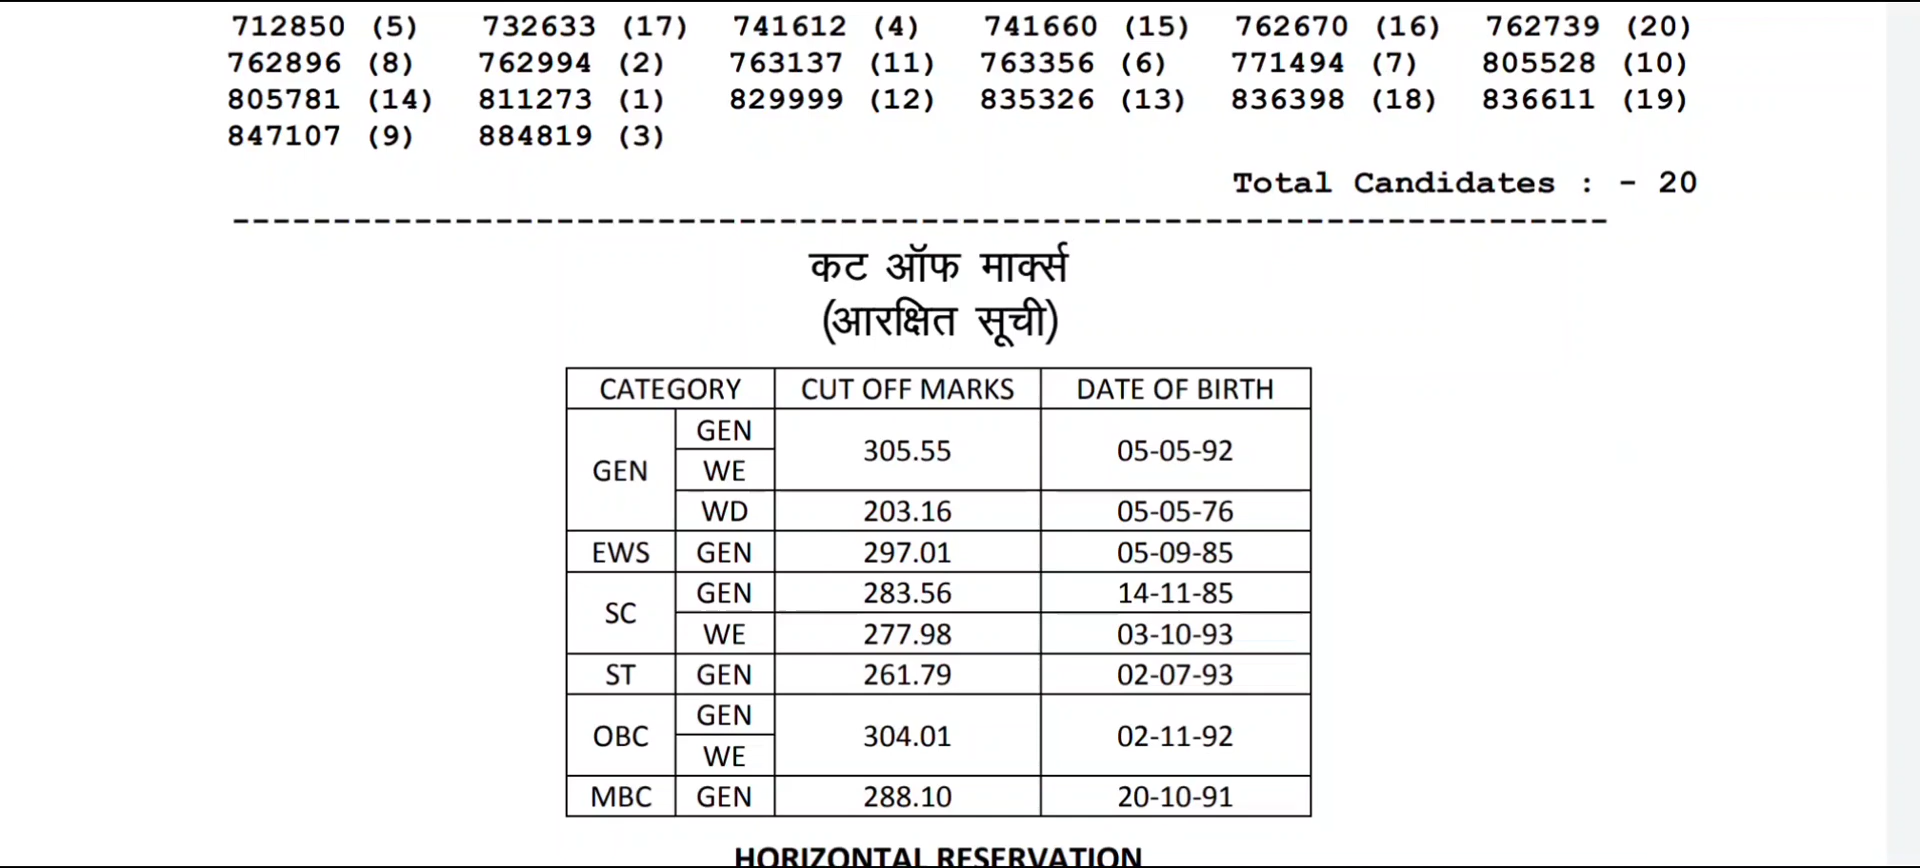 712850 (5) 732633 (17) 741612 (4) 741660 (15) 762670 (16) 762739 (20)
762896 (8) 762994 (2) 763137 (11) 763356 (6) 771494 (7) 805528 (10)
805781 (14) 811273 (1) 829999 (12) 835326 (13) 836398 (18) 836611 (19)
847107 (9) 884819 (3)
Total Candidates : - 20
कट ऑफ मार्क्स
(आरक्षित सूची)
CATEGORY CUT OFF MARKS DATE OF BIRTH
GEN GEN 305.55 05-05-92
WE
WD 203.16 05-05-76
EWS GEN 297.01 05-09-85
SC GEN 283.56 14-11-85
WE 277.98 03-10-93
ST GEN 261.79 02-07-93
OBC GEN 304.01 02-11-92
WE
MBC GEN 288.10 20-10-91
HORIZONTAL RESERVATION